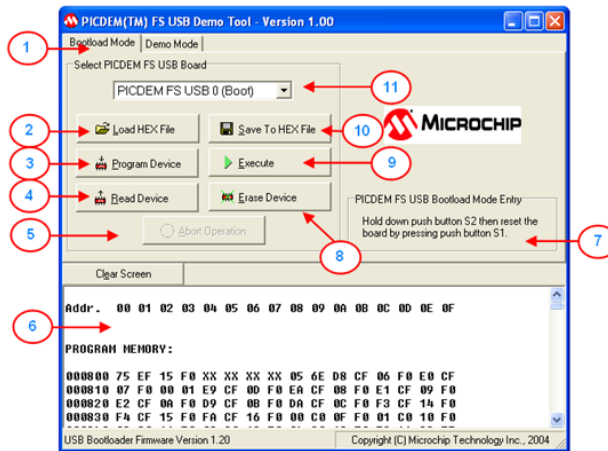 PICDEM(TM) FS USB Demo Tool - Version 1.00
Bootload Mode Demo Mode
1
Select PICDEM FS USB Board
PICDEM FS USB 0 (Boot)
11
2
Load HEX File
Save To HEX File
10
MICROCHIP
3
Program Device
Execute
9
4
Read Device
Erase Device
8
5
Abort Operation
PICDEM FS USB Bootload Mode Entry
Hold down push button S2 then reset the
board by pressing push button S1.
7
Clear Screen
6
Addr. 00 01 02 03 04 05 06 07 08 09 0A 0B 0C 0D 0E 0F
PROGRAM MEMORY:
000800 75 EF 15 F0 XX XX XX XX 05 6E D8 CF 06 F0 E0 CF
000810 07 F0 00 01 E9 CF 0D F0 EA CF 08 F0 E1 CF 09 F0
000820 E2 CF 0A F0 D9 CF 0B F0 DA CF 0C F0 F3 CF 14 F0
000830 F4 CF 15 F0 FA CF 16 F0 00 C0 0F F0 01 C0 10 F0
USB Bootloader Firmware Version 1.20
Copyright (C) Microchip Technology Inc., 2004